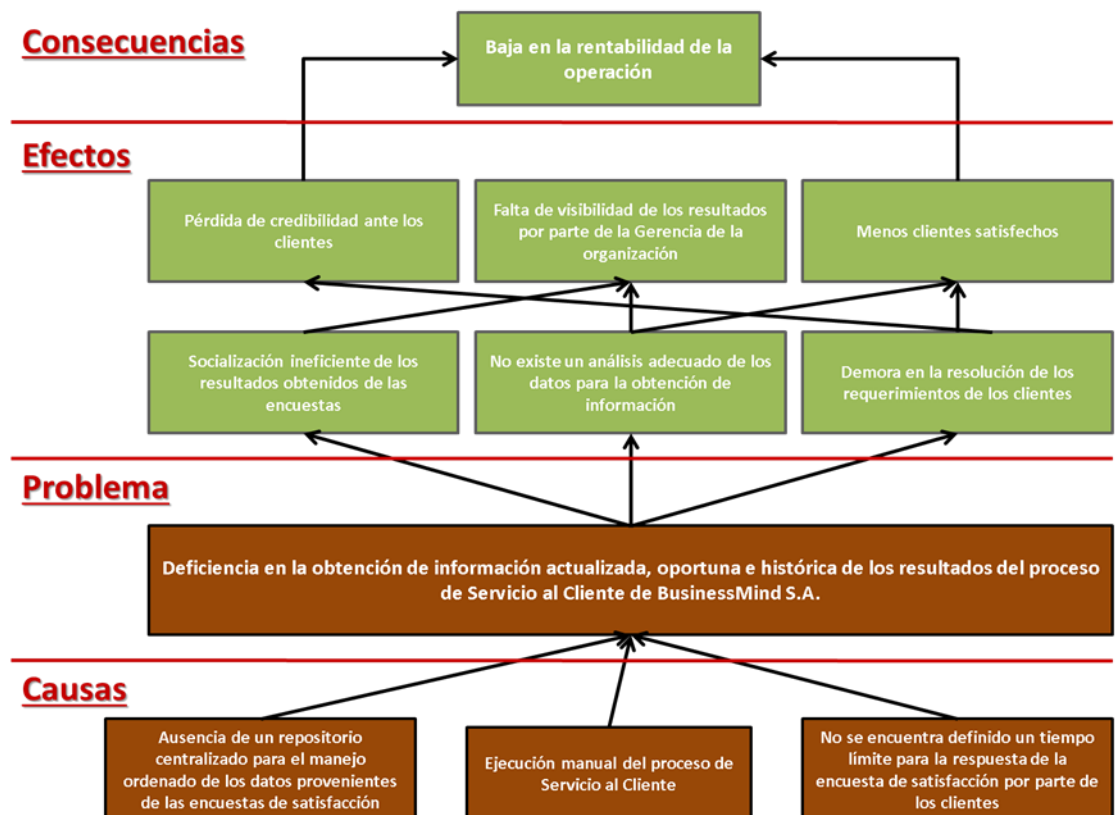 Consecuencias
Baja en la rentabilidad de la
operación
Efectos
Pérdida de credibilidad ante los
clientes
Falta de visibilidad de los resultados
por parte de la Gerencia de la
organización
Menos clientes satisfechos
Socialización ineficiente de los
resultados obtenidos de las
encuestas
No existe un análisis adecuado de los
datos para la obtención de
información
Demora en la resolución de los
requerimientos de los clientes
Problema
Deficiencia en la obtención de información actualizada, oportuna e histórica de los resultados del proceso
de Servicio al Cliente de BusinessMind S.A.
Causas
Ausencia de un repositorio
centralizado para el manejo
ordenado de los datos provenientes
de las encuestas de satisfacción
Ejecución manual del proceso de
Servicio al Cliente
No se encuentra definido un tiempo
límite para la respuesta de la
encuesta de satisfacción por parte de
los clientes